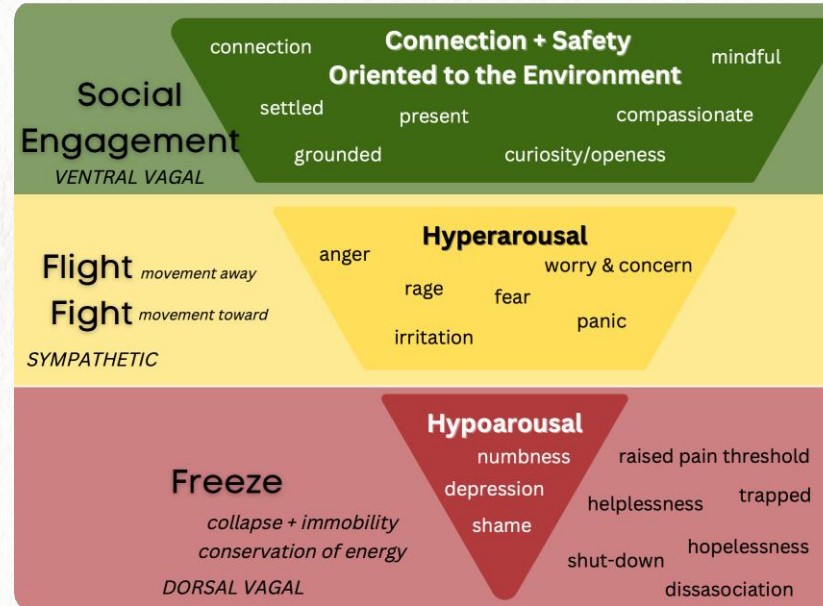 connection
Connection + Safety
Oriented to the Environment
mindful
Social
Engagement
VENTRAL VAGAL
settled
present
compassionate
grounded
curiosity/openess
Flight movement away
Fight movement toward
SYMPATHETIC
Hyperarousal
anger
worry & concern
rage
fear
panic
irritation
Freeze
collapse + immobility
conservation of energy
DORSAL VAGAL
Hypoarousal
numbness
depression
shame
raised pain threshold
helplessness
trapped
shut-down
hopelessness
dissasociation